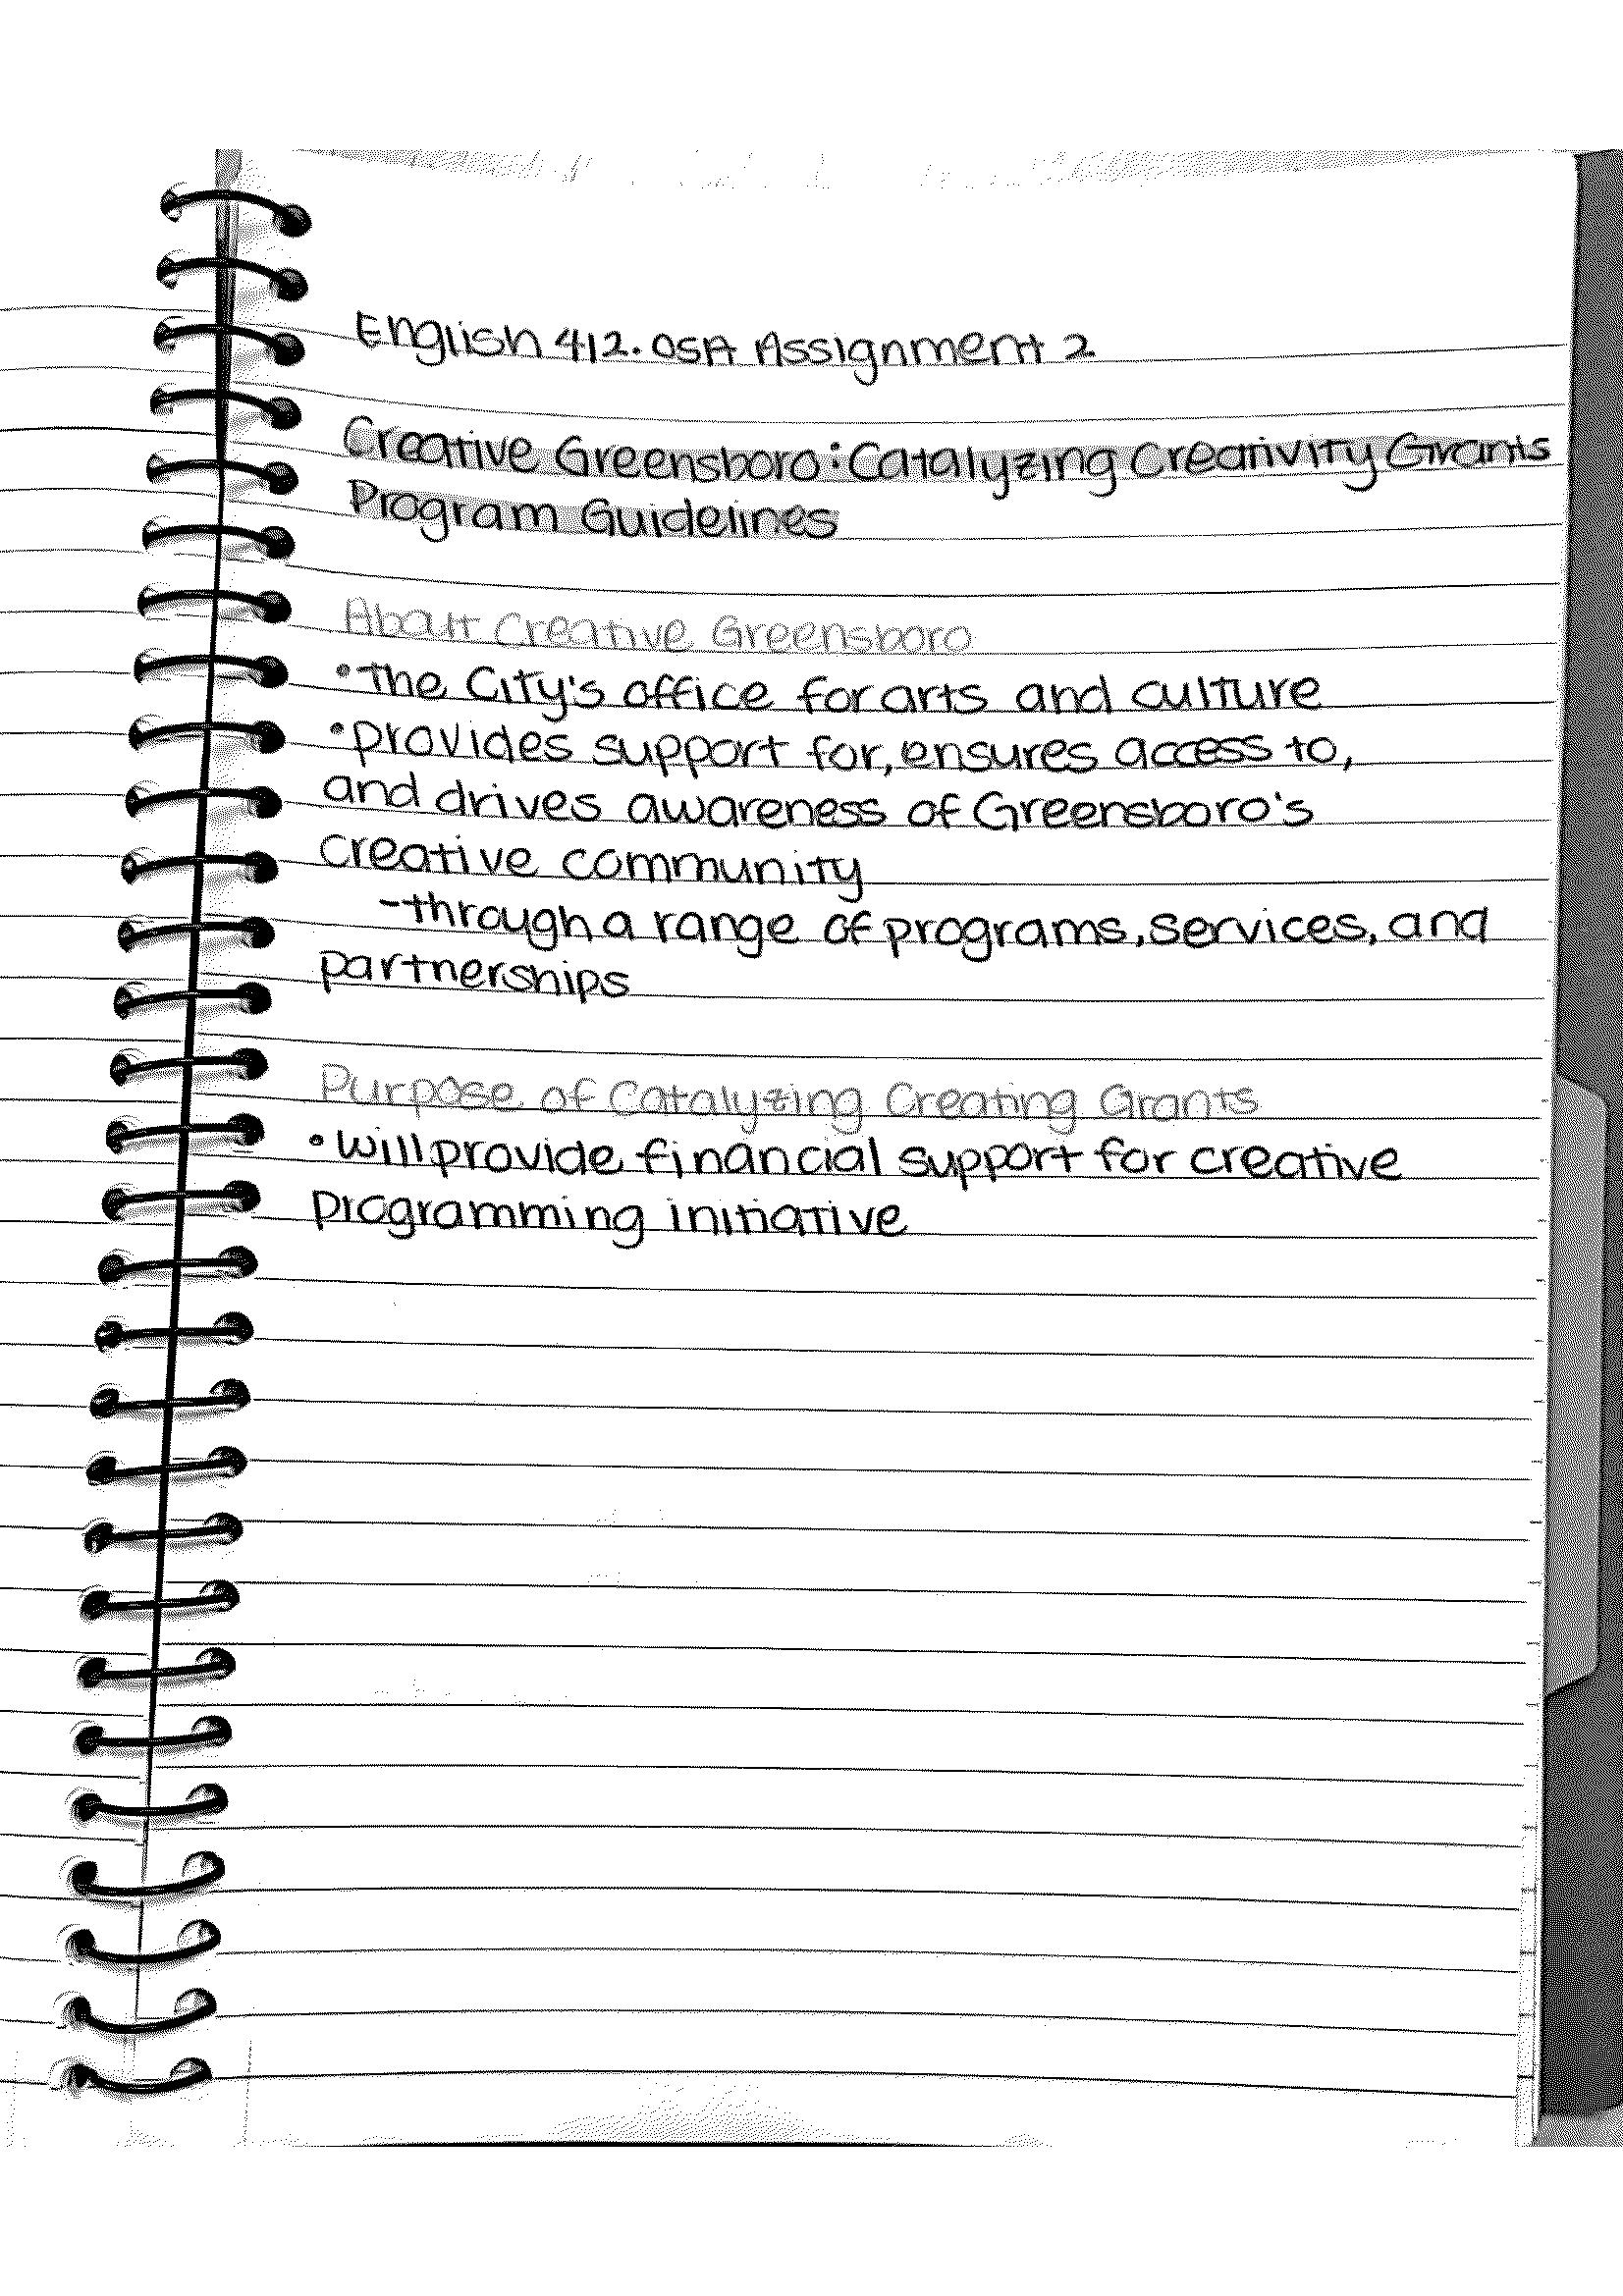 English 412.05A Assignment 2
Creative Greensboro: Catalyzing Creativity Grants
Program Guidelines
About Creative Greensboro
• The City's office for arts and culture
• provides support for, ensures access to,
and drives awareness of Greensboro's
creative community
- through a range of programs, services, and
partnerships
Purpose of Catalyzing Creating Grants
• will provide financial support for creative
programming initiative